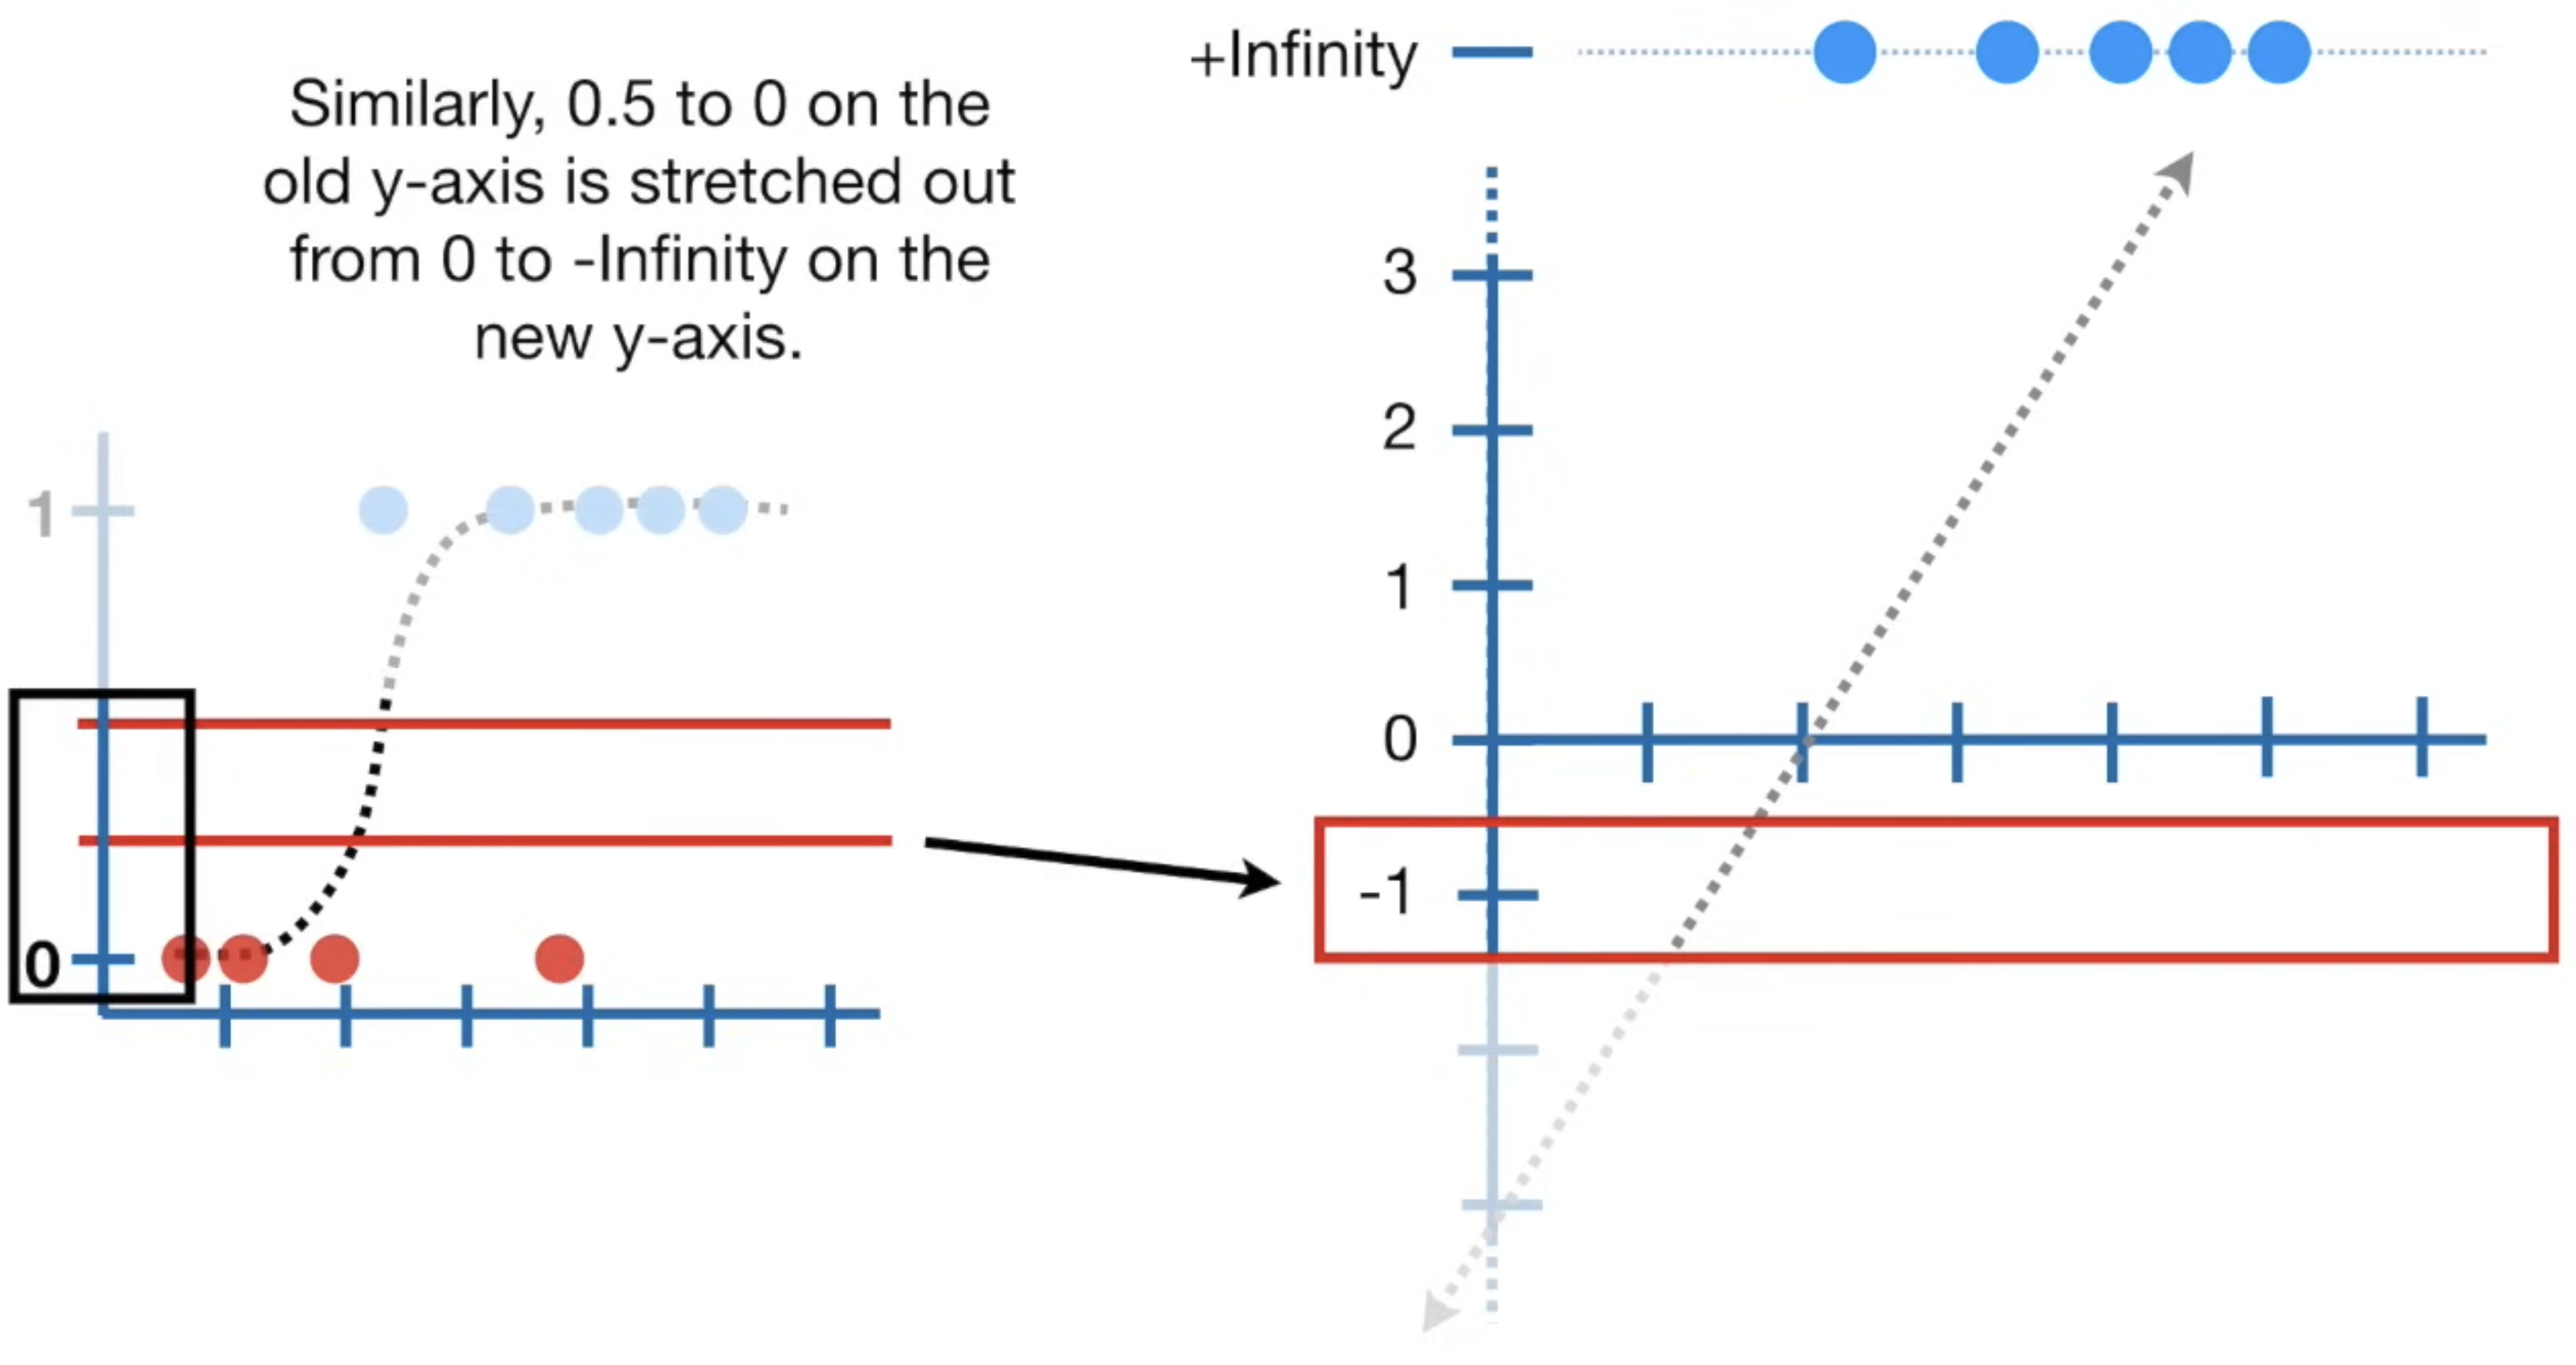 Similarly, 0.5 to 0 on the
old y-axis is stretched out
from 0 to -Infinity on the
new y-axis.
1
0
+Infinity
3
2
1
0
-1